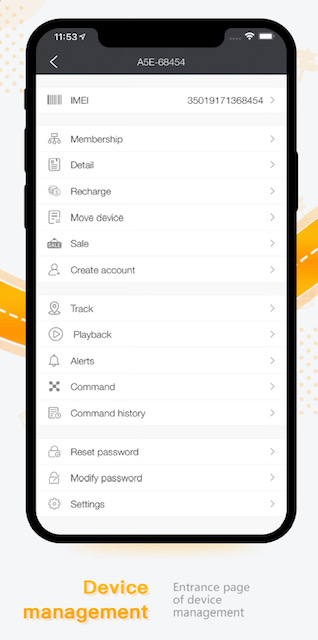 11:53
A5E-68454
IMEI 35019171368454
Membership
Detail
Recharge
Move device
SALE Sale
Create account
Track
Playback
Alerts
Command
Command history
Reset password
Modify password
Settings
Device
management
Entrance page
of device
management